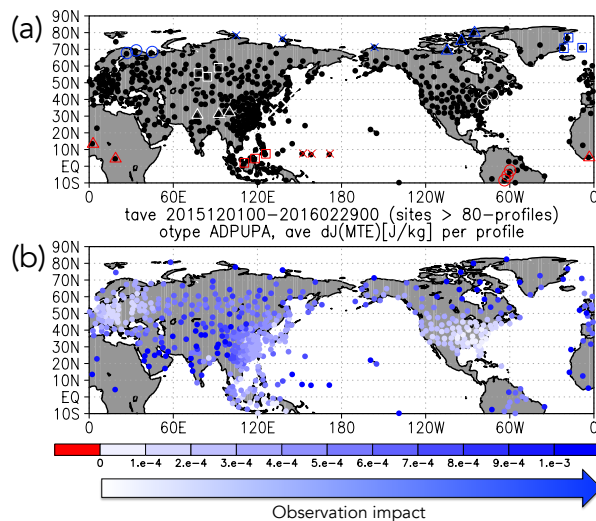 (a)
90N
80N
70N
60N
50N
40N
30N
20N
10N
EQ
10S
0 60E 120E 180 120W 60W 0
tave 2015120100-2016022900 (sites > 80-profiles)
otype ADPUPA, ave dJ(MTE)[J/kg] per profile
(b)
90N
80N
70N
60N
50N
40N
30N
20N
10N
EQ
10S
0 60E 120E 180 120W 60W 0
0 1.e-4 2.e-4 3.e-4 5.e-4 6.e-4 7.e-4 8.e-4 9.e-4 1.e-3
Observation impact